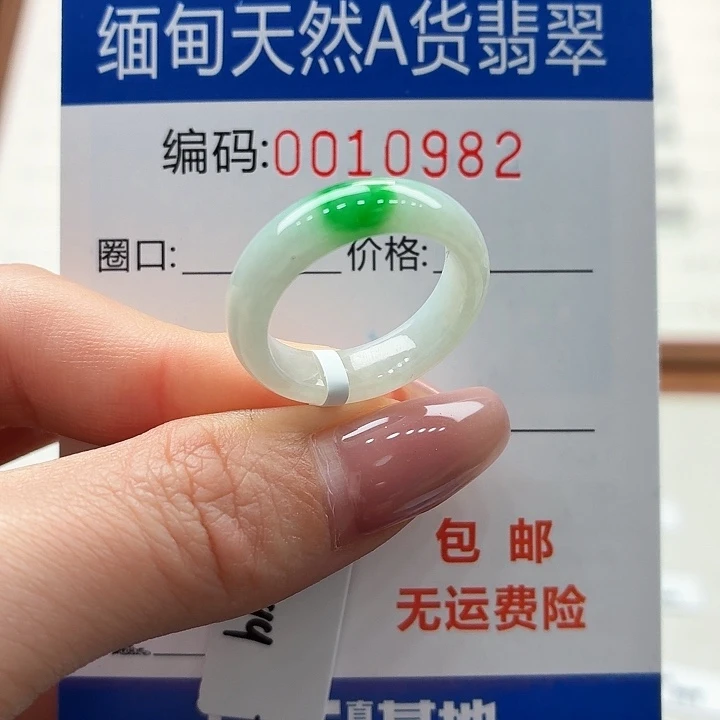 缅甸天然A货翡翠
编码:0010982
圈口: 价格:
包邮
无运费险